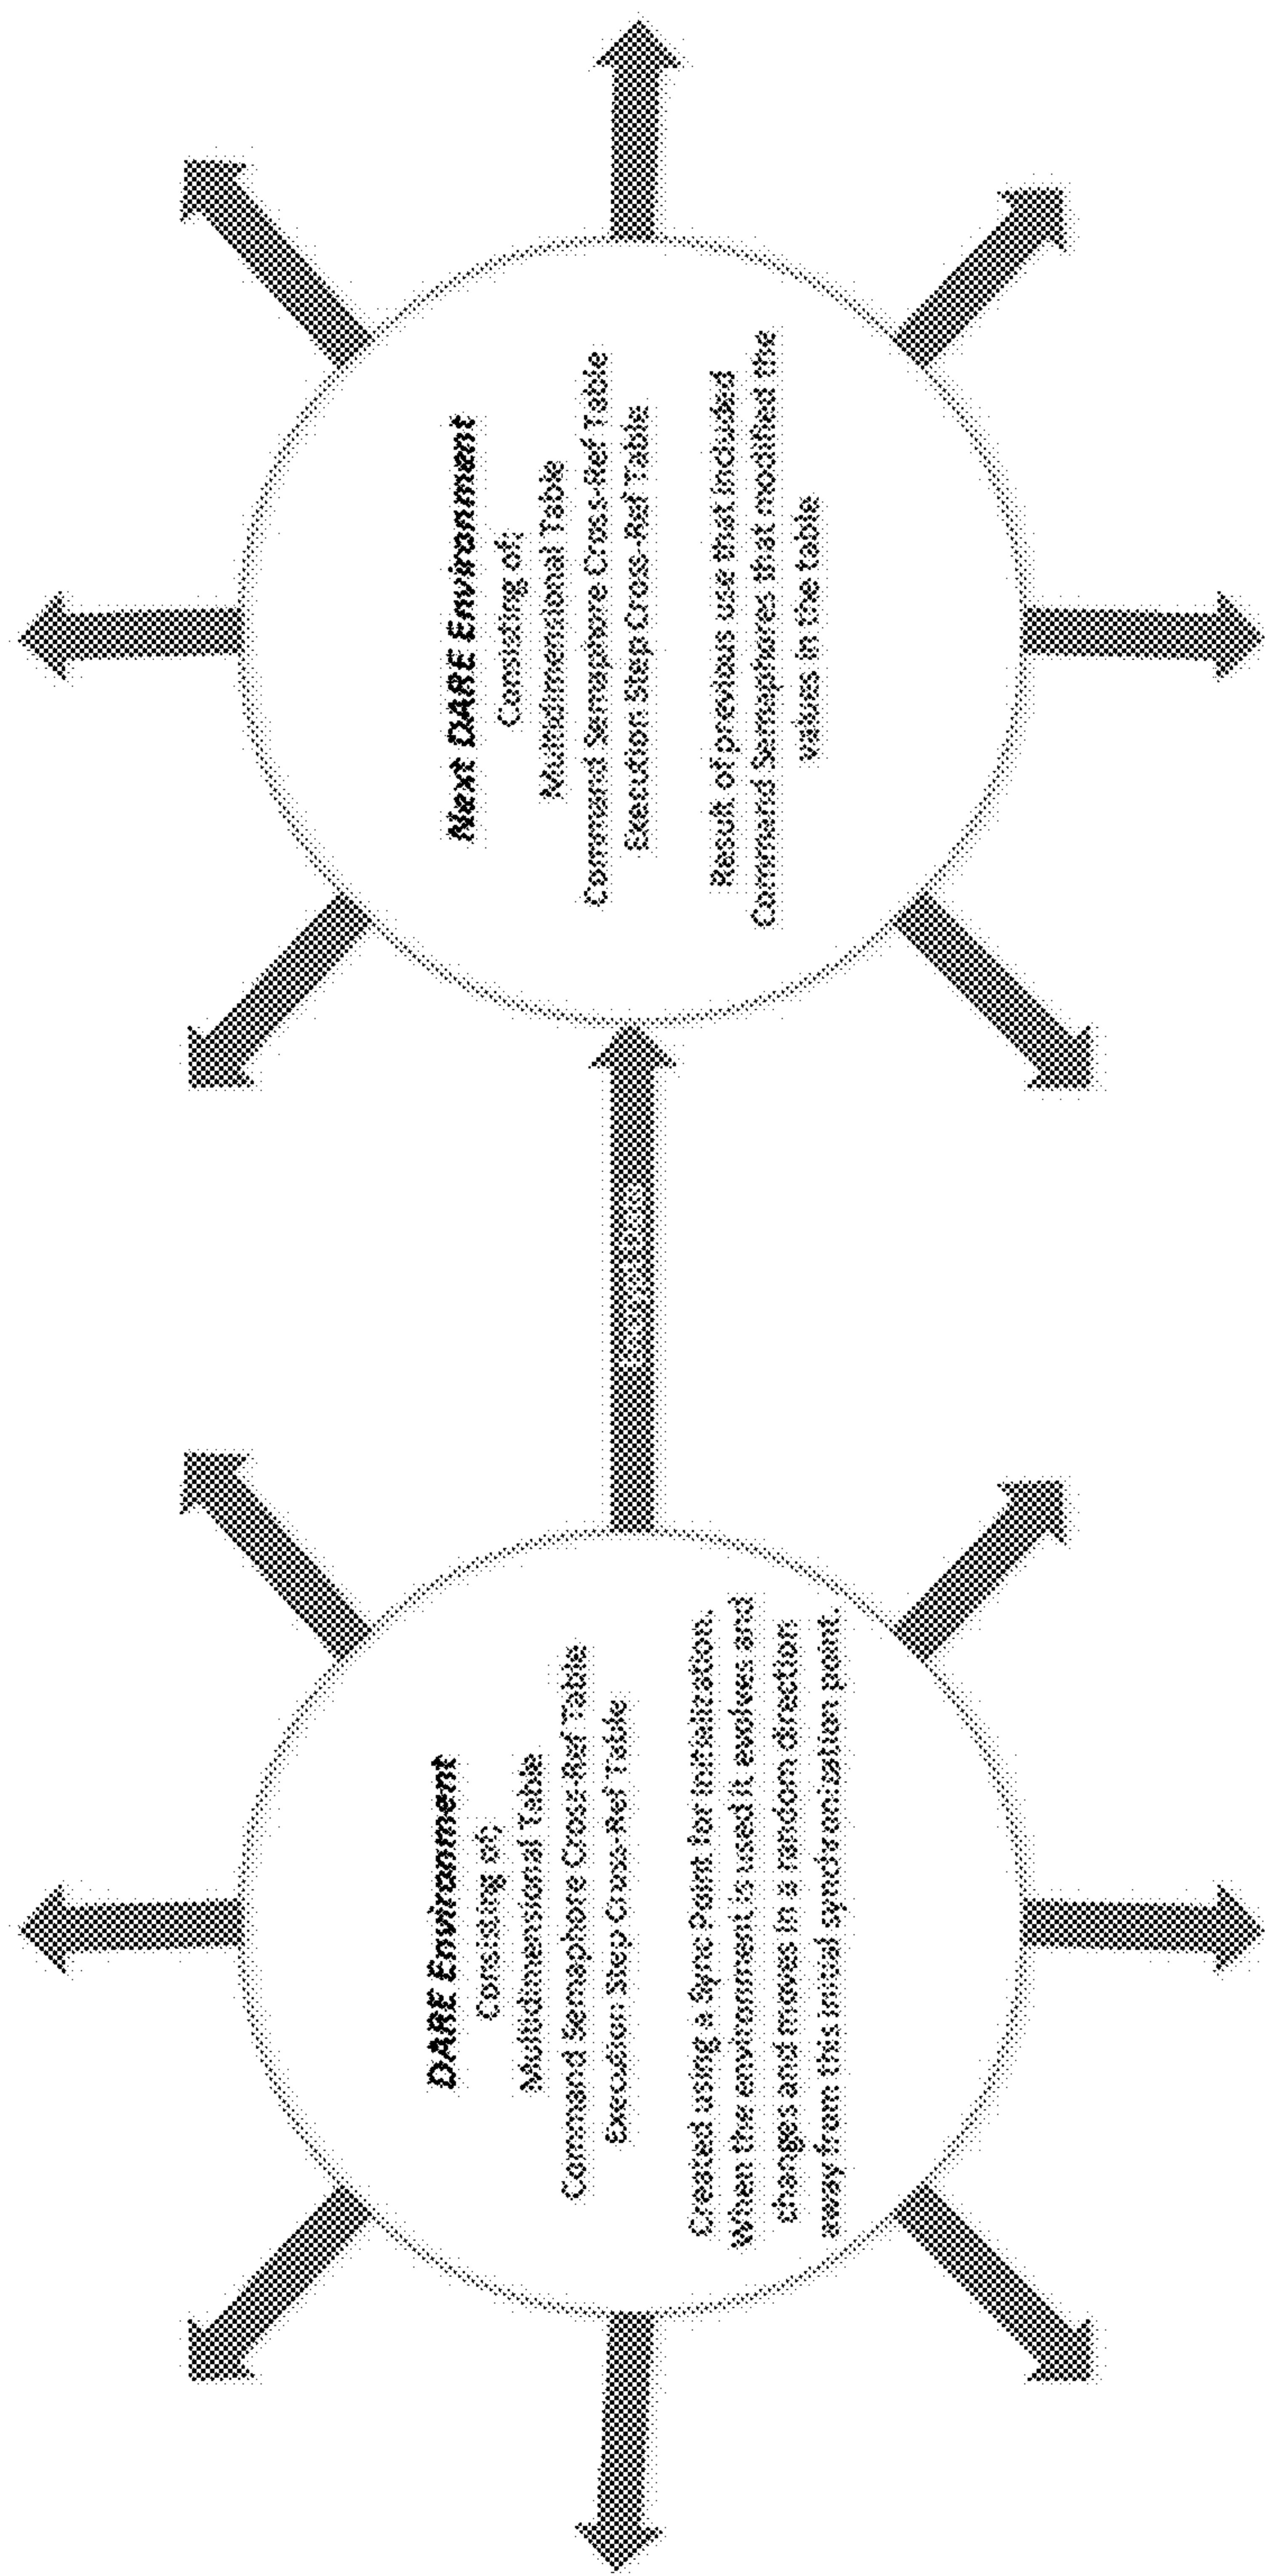 DARE Environment
Consisting of:
Multidimensional Table
Command Semaphore Cross-Ref Table
Execution Step Cross-Ref Table
Created using a Sync Point for initialization.
When the environment is used it evolves and
changes and moves in a random direction
away from this initial synchronization point.
Next DARE Environment
Consisting of:
Multidimensional Table
Command Semaphore Cross-Ref Table
Execution Step Cross-Ref Table.
Result of previous use that included
Command Semaphores that modified the
values in the table